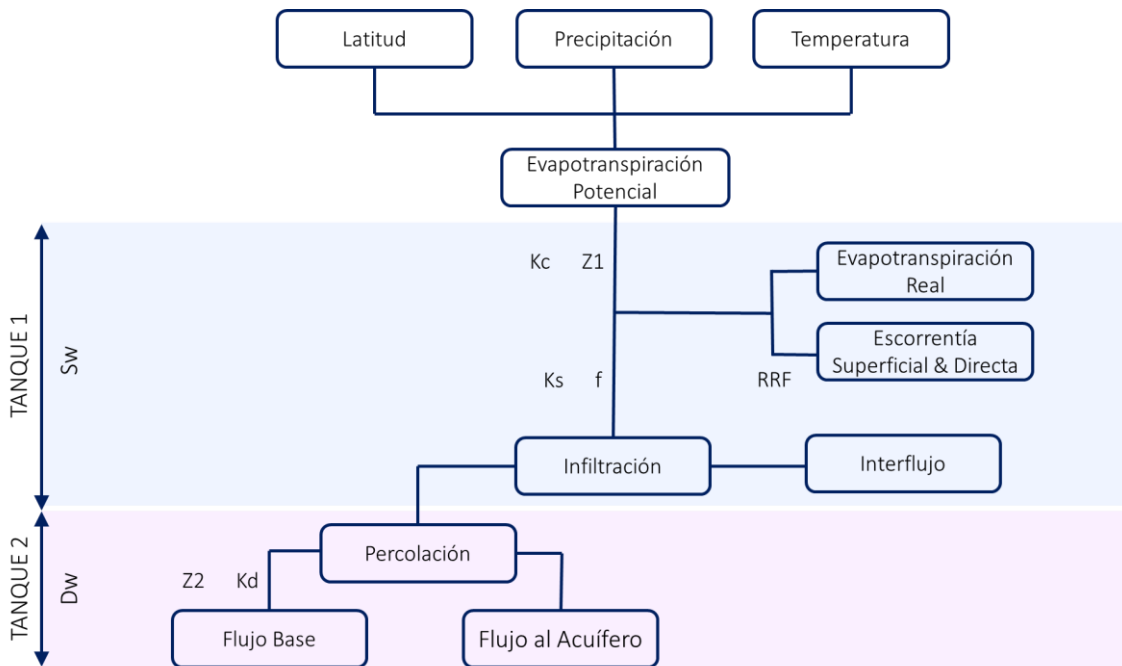 Latitud
Precipitación
Temperatura
Evapotranspiración
Potencial
TANQUE 1
Sw
Kc
Z1
Evapotranspiración
Real
Escorrentía
Superficial & Directa
Ks
f
RRF
Infiltración
Interflujo
TANQUE 2
Dw
Percolación
Z2
Kd
Flujo Base
Flujo al Acuífero